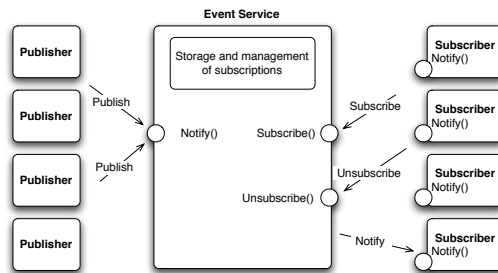 Event Service
Publisher
Publisher
Publisher
Publisher
Publish
Publish
Storage and management
of subscriptions
Notify()
Subscribe()
Unsubscribe()
Subscribe
Unsubscribe
Notify
Subscriber
Notify()
Subscriber
Notify()
Subscriber
Notify()
Subscriber
Notify()